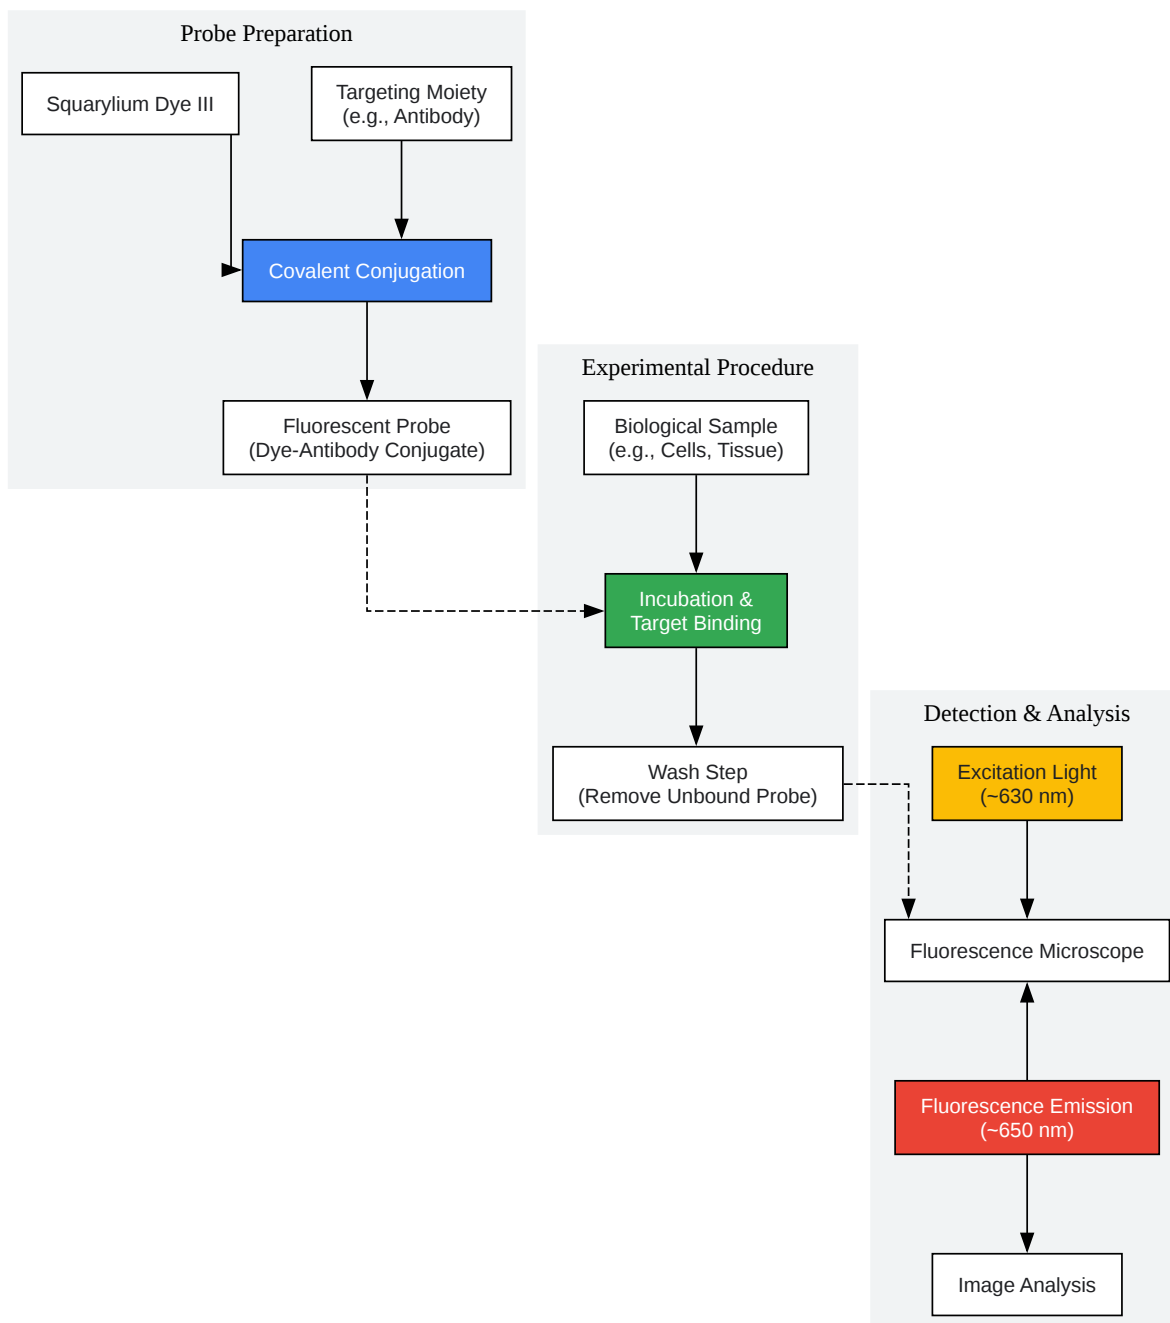 Probe Preparation
Squarylium Dye III
Targeting Moiety
(e.g., Antibody)
Covalent Conjugation
Fluorescent Probe
(Dye-Antibody Conjugate)
Experimental Procedure
Biological Sample
(e.g., Cells, Tissue)
Incubation &
Target Binding
Wash Step
(Remove Unbound Probe)
Detection & Analysis
Excitation Light
(~630 nm)
Fluorescence Microscope
Fluorescence Emission
(~650 nm)
Image Analysis